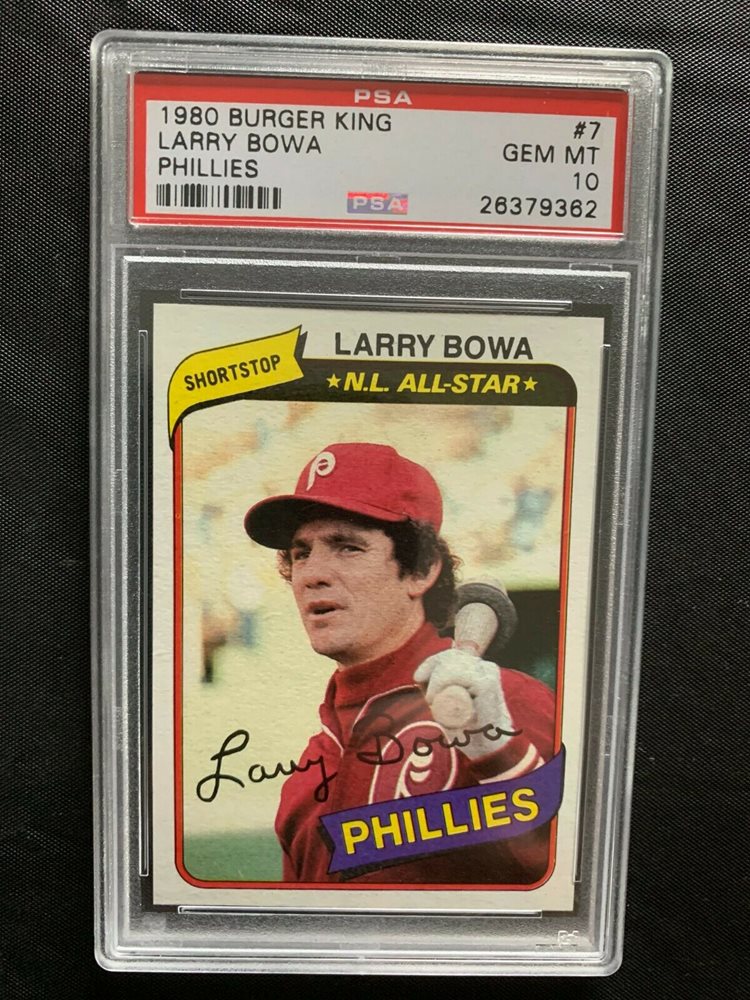 PSA
1980 BURGER KING #7
LARRY BOWA GEM MT
PHILLIES 10
PSA 26379362
LARRY BOWA
SHORTSTOP
★N.L. ALL-STAR★
P
Larry Bowa
P
PHILLIES